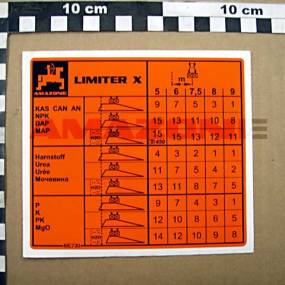 10 cm 10 cm
AMAZONE LIMITER X m
5 6 7,5 8 9
KAS CAN AN 9 7 5 3 1
NPK
DAP 15 13 11 8 6
MAP 15 15 13 12 11
Harnstoff 4 3 2 1 1
Urea
Urée 11 9 7 5 4
Мочевина 13 11 8 7 5
P 9 7 5 4 3
K
PK 12 10 8 6 5
MgO 14 12 10 9 8